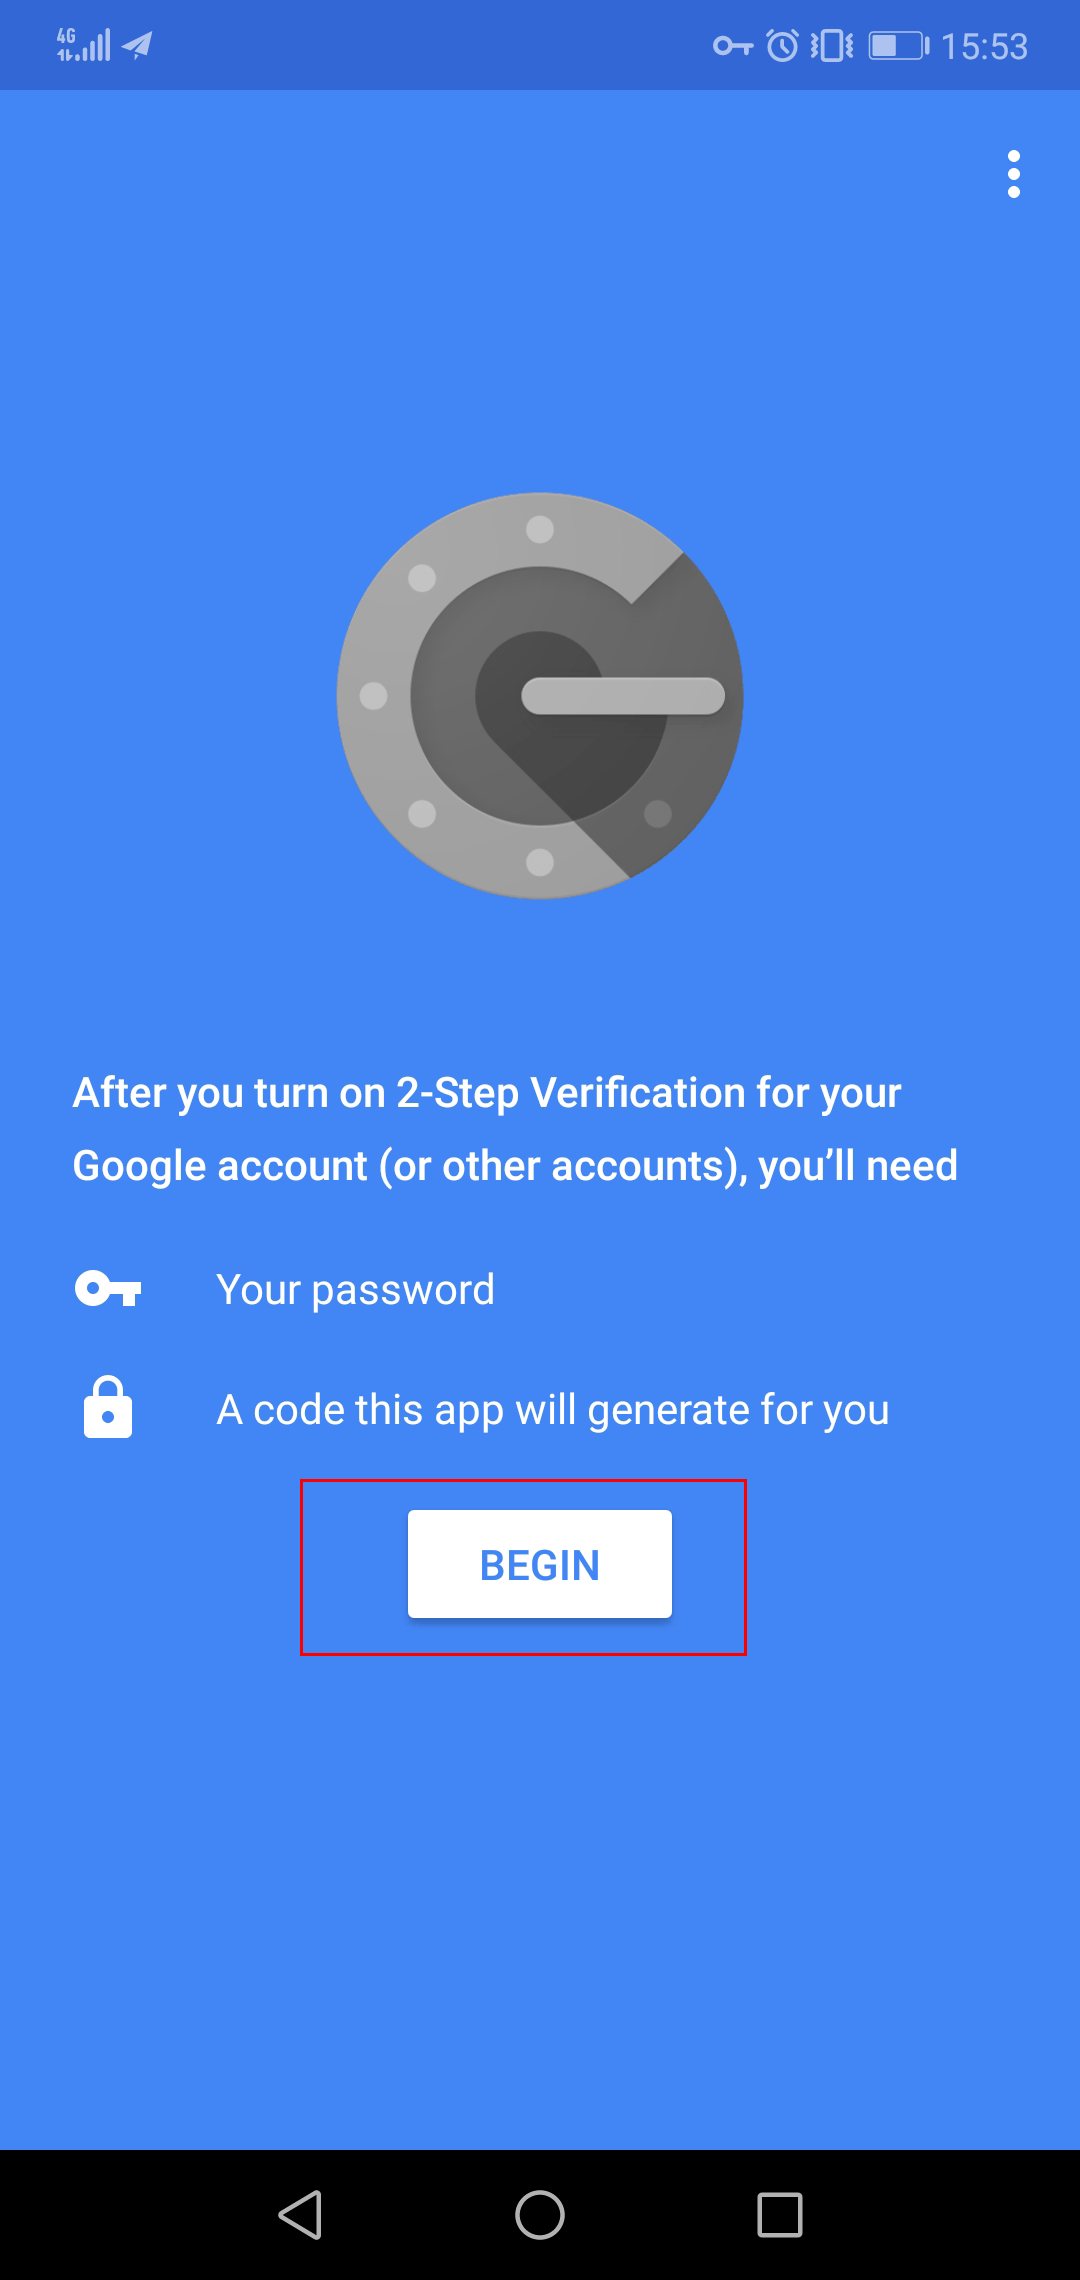 4G
15:53
After you turn on 2-Step Verification for your
Google account (or other accounts), you’ll need
Your password
A code this app will generate for you
BEGIN